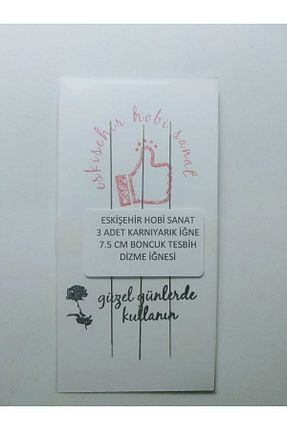 eskişehir hobi sanat
ESKİŞEHİR HOBİ SANAT
3 ADET KARNIYARIK İĞNE
7.5 CM BONCUK TESBİH
DİZME İĞNESİ
güzel günlerde
kullanın